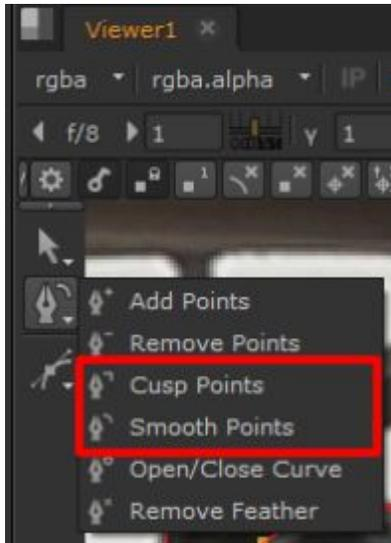 Viewer1
rgba rgba.alpha IP
f/8 1 Y 1
Add Points
Remove Points
Cusp Points
Smooth Points
Open/Close Curve
Remove Feather